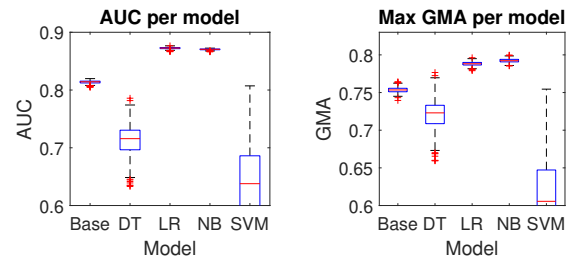 AUC per model
0.9
0.8
0.7
0.6
AUC
Base DT LR NB SVM
Model
Max GMA per model
0.8
0.75
0.7
0.65
0.6
GMA
Base DT LR NB SVM
Model